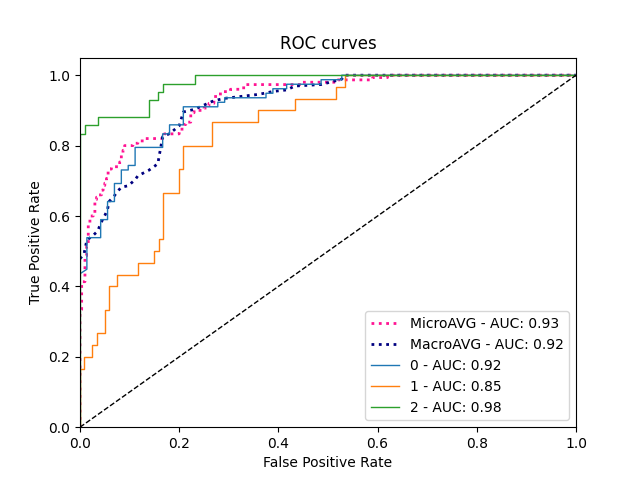 ROC curves
True Positive Rate
1.0
0.8
0.6
0.4
0.2
0.0
MicroAVG - AUC: 0.93
MacroAVG - AUC: 0.92
0 - AUC: 0.92
1 - AUC: 0.85
2 - AUC: 0.98
0.0 0.2 0.4 0.6 0.8 1.0
False Positive Rate